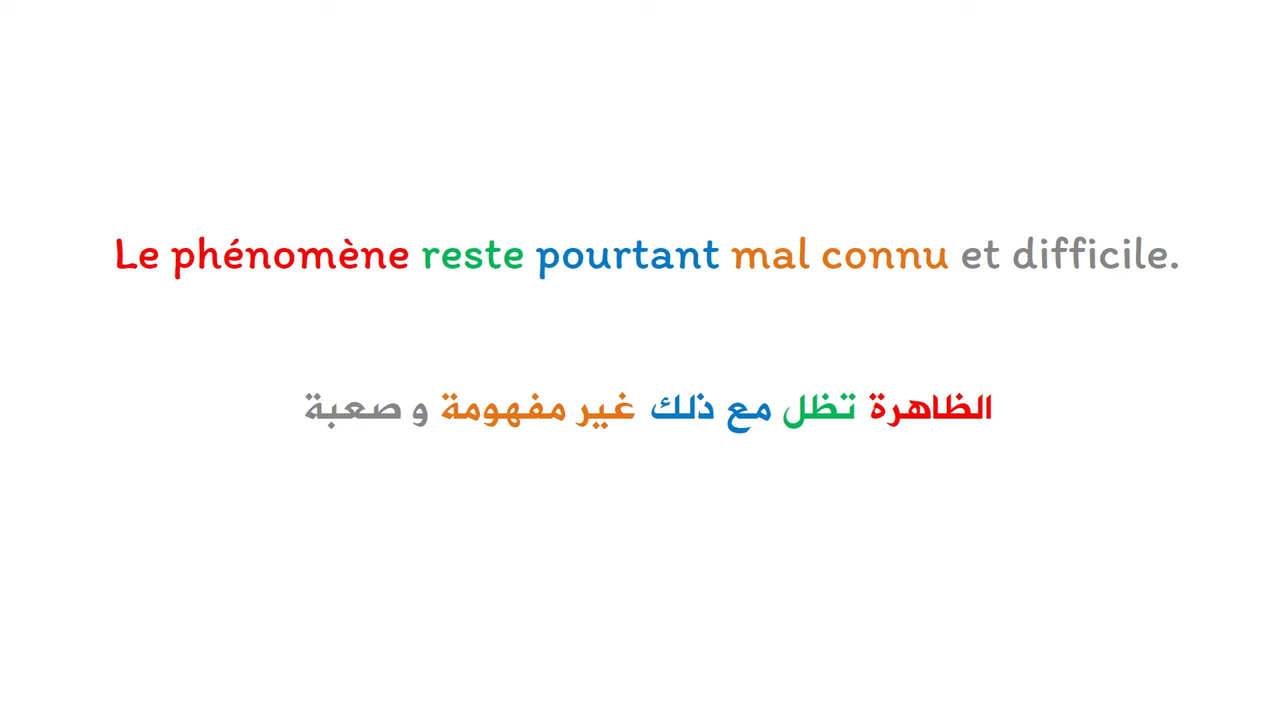 Le phénomène reste pourtant mal connu et difficile.
الظاهرة تظل مع ذلك غير مفهومة و صعبة